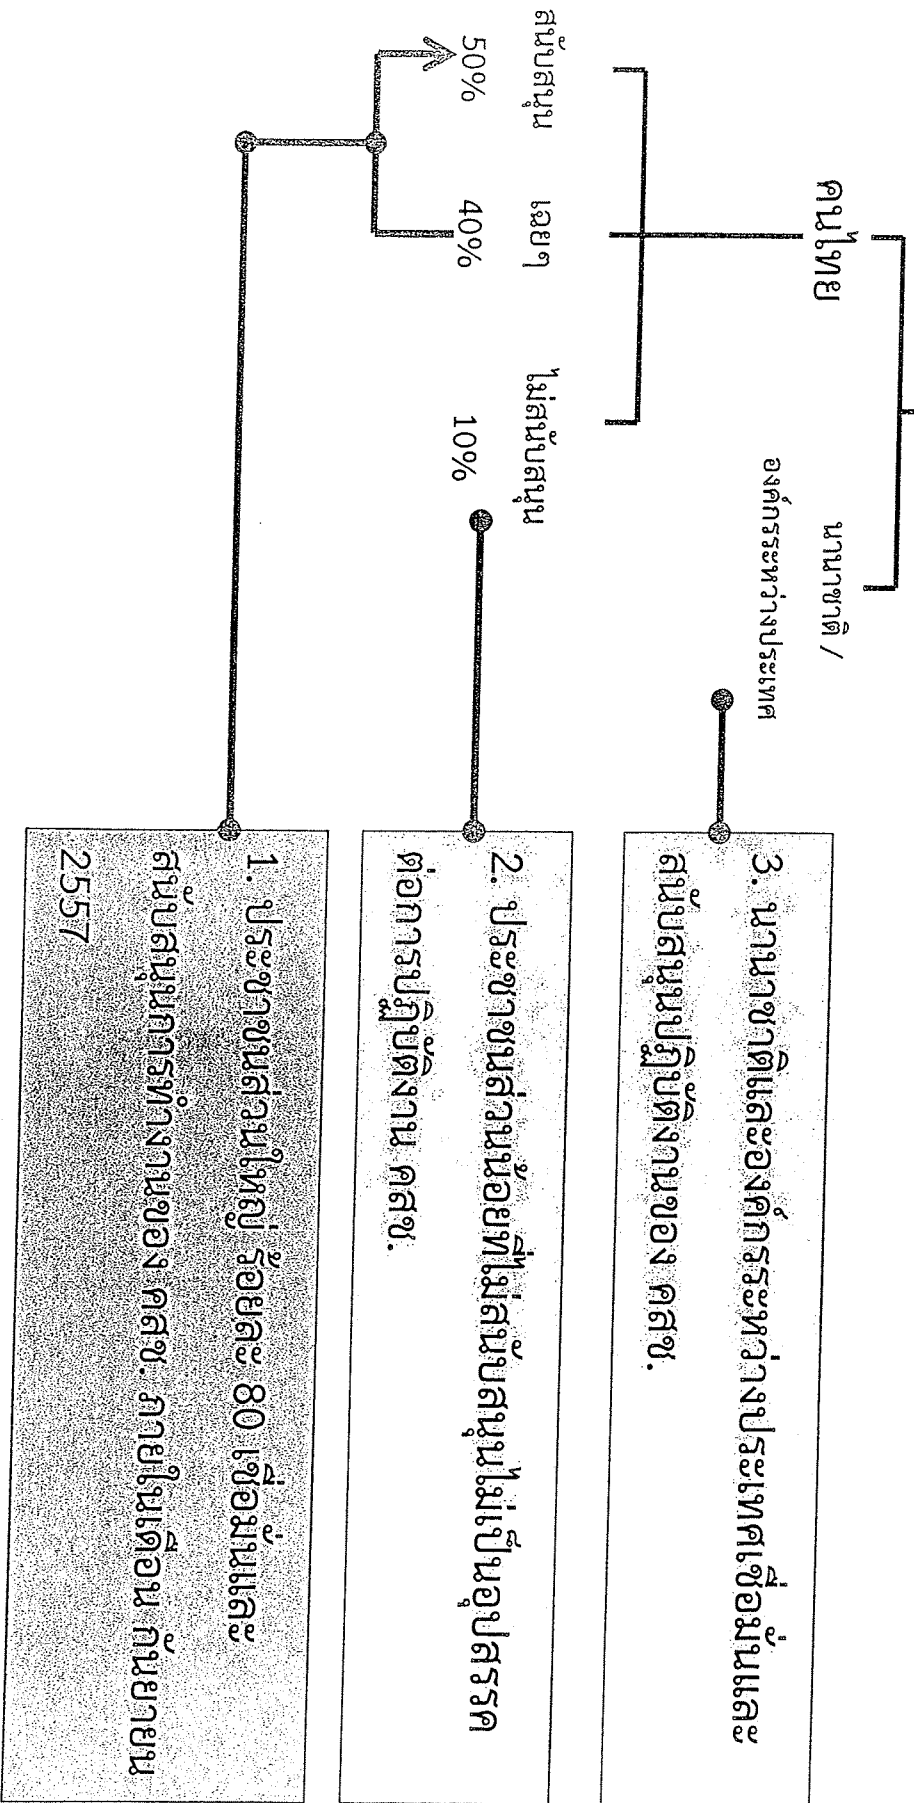 คนไทย
นานาชาติ /
องค์กรระหว่างประเทศ
สนับสนุน
เฉยๆ
ไม่สนับสนุน
50%
40%
10%
3. นานาชาติและองค์กรระหว่างประเทศเชื่อมั่นและ
สนับสนุนปฏิบัติงานของ คสช.
2. ประชาชนส่วนน้อยที่ไม่สนับสนุนไม่เป็นอุปสรรค
ต่อการปฏิบัติงาน คสช.
1. ประชาชนส่วนใหญ่ ร้อยละ 80 เชื่อมั่นและ
สนับสนุนการทำงานของ คสช. ภายในเดือน กันยายน
2557